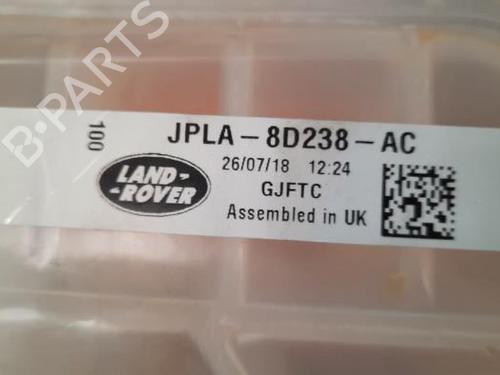 B-PARTS
100
JPLA-8D238-AC
26/07/18 12:24
GJFTC
Assembled in UK
LAND-
-ROVER